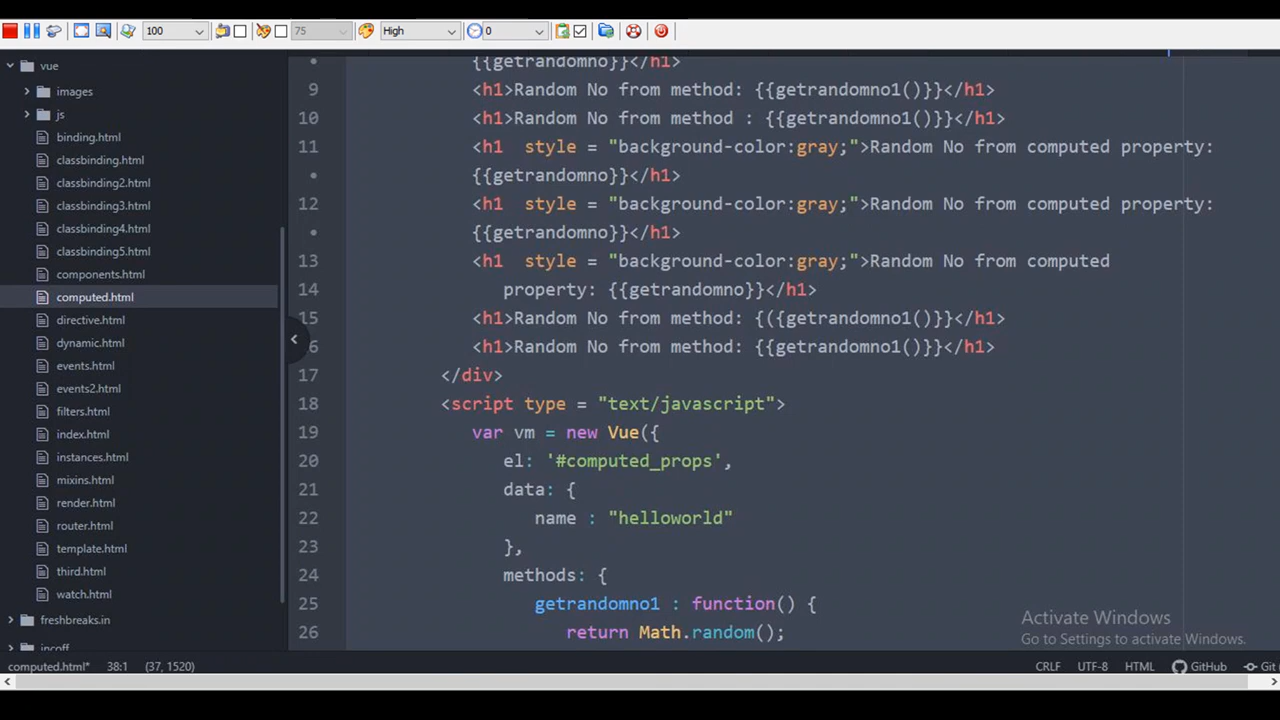 100
75
High
0
vue
images
js
binding.html
classbinding.html
classbinding2.html
classbinding3.html
classbinding4.html
classbinding5.html
components.html
computed.html
directive.html
dynamic.html
events.html
events2.html
filters.html
index.html
instances.html
mixins.html
render.html
router.html
template.html
third.html
watch.html
freshbreaks.in
incoff
• {{getrandomno}}</h1>
9 <h1>Random No from method: {{getrandomno1()}}</h1>
10 <h1>Random No from method : {{getrandomno1()}}</h1>
11 <h1  style = "background-color:gray;">Random No from computed property:
• {{getrandomno}}</h1>
12 <h1  style = "background-color:gray;">Random No from computed property:
• {{getrandomno}}</h1>
13 <h1  style = "background-color:gray;">Random No from computed
14 property: {{getrandomno}}</h1>
15 <h1>Random No from method: {({getrandomno1()}}</h1>
16 <h1>Random No from method: {{getrandomno1()}}</h1>
17 </div>
18 <script type = "text/javascript">
19 var vm = new Vue({
20 el: '#computed_props',
21 data: {
22 name : "helloworld"
23 },
24 methods: {
25 getrandomno1 : function() {
26 return Math.random();
Activate Windows
Go to Settings to activate Windows.
computed.html* 38:1 (37, 1520) CRLF UTF-8 HTML GitHub Git